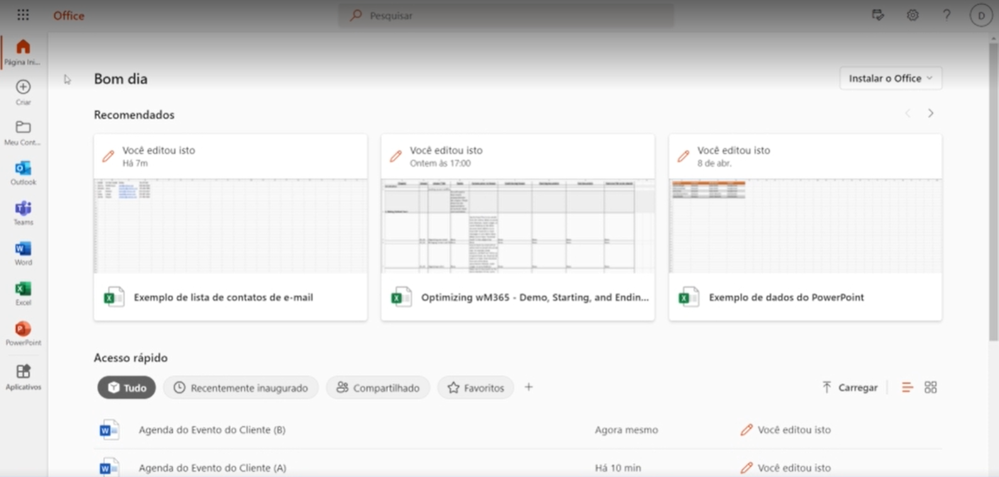 Office
Pesquisar
D
Página Ini...
Criar
Meu Cont...
Outlook
Teams
Word
Excel
PowerPoint
Aplicativos
Bom dia
Instalar o Office
Recomendados
Você editou isto
Há 7m
Exemplo de lista de contatos de e-mail
Você editou isto
Ontem às 17:00
Optimizing wM365 - Demo, Starting, and Endin...
Você editou isto
8 de abr.
Exemplo de dados do PowerPoint
Acesso rápido
Tudo
Recentemente inaugurado
Compartilhado
Favoritos
Carregar
Agenda do Evento do Cliente (B) Agora mesmo Você editou isto
Agenda do Evento do Cliente (A) Há 10 min Você editou isto